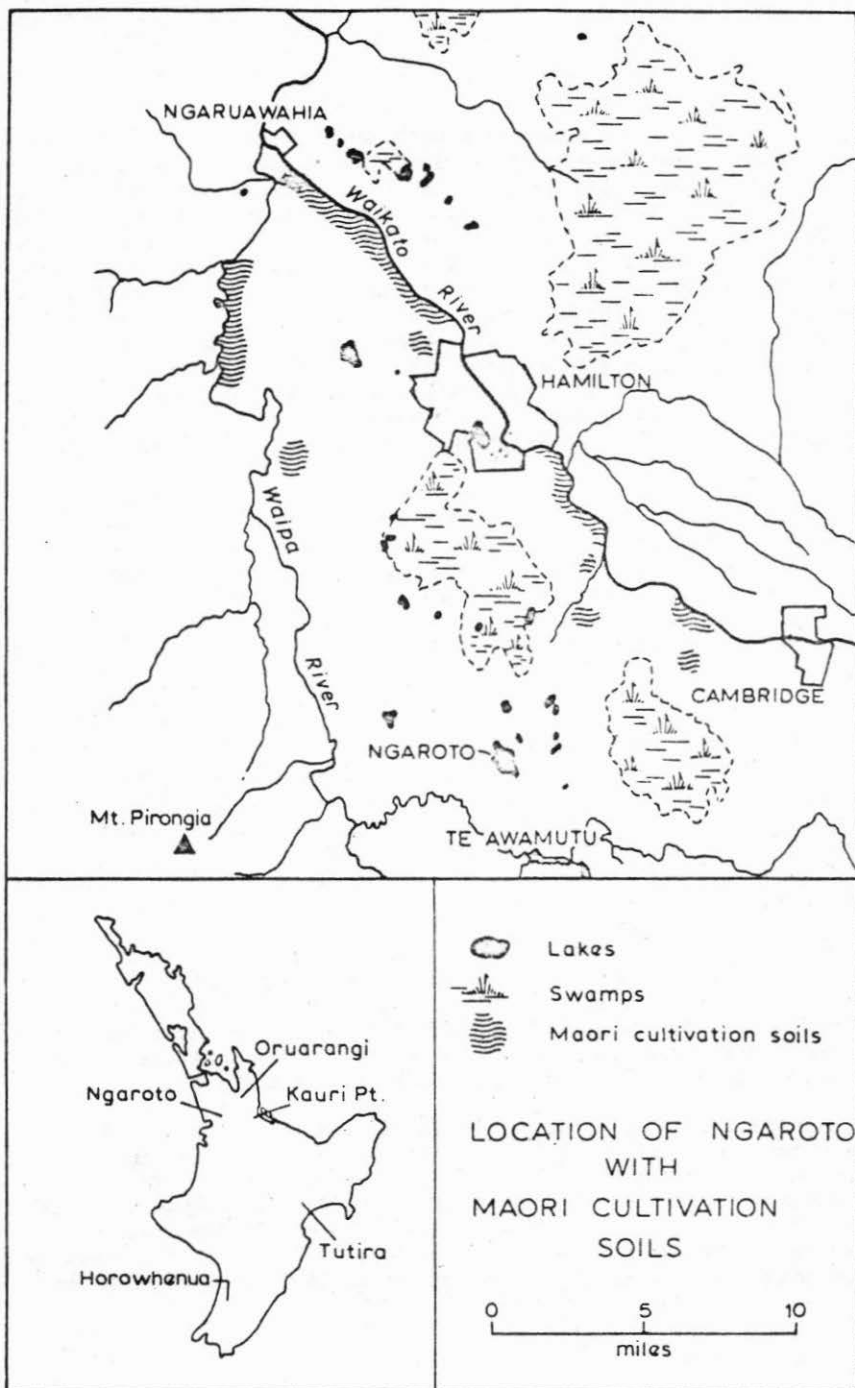 NGARUAWAHIA
Waikato
River
HAMILTON
Waipa
River
CAMBRIDGE
NGAROTO
Mt. Pirongia
TE AWAMUTU
Oruarangi
Ngaroto
Kauri Pt.
Tutira
Horowhenua
Lakes
Swamps
Maori cultivation soils
LOCATION OF NGAROTO
WITH
MAORI CULTIVATION
SOILS
0 5 10
miles